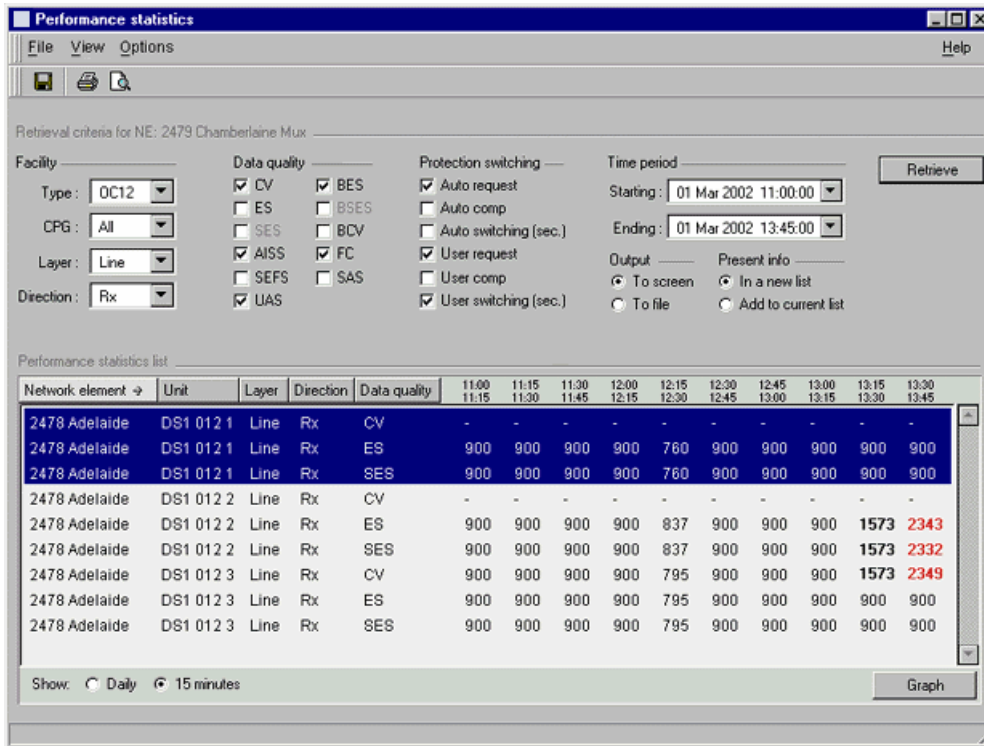 Performance statistics
File View Options Help
Retrieval criteria for NE: 2479 Chamberlaine Mux
Facility Data quality Protection switching Time period Retrieve
Type : OC12 CV BES Auto request Starting : 01 Mar 2002 11:00:00
ES BSES Auto comp
CPG : All SES BCV Auto switching (sec.) Ending : 01 Mar 2002 13:45:00
Layer : Line AISS FC User request Output Present info
SEFS SAS User comp To screen In a new list
Direction : Rx UAS User switching (sec.) To file Add to current list
Performance statistics list
Network element → Unit Layer Direction Data quality 11:00 11:15 11:15 11:30 11:30 11:45 12:00 12:15 12:15 12:30 12:30 12:45 12:45 13:00 13:00 13:15 13:15 13:30 13:30 13:45
2478 Adelaide DS1 012 1 Line Rx CV - - - - - - - - - -
2478 Adelaide DS1 012 1 Line Rx ES 900 900 900 900 760 900 900 900 900 900
2478 Adelaide DS1 012 1 Line Rx SES 900 900 900 900 760 900 900 900 900 900
2478 Adelaide DS1 012 2 Line Rx CV - - - - - - - - - -
2478 Adelaide DS1 012 2 Line Rx ES 900 900 900 900 837 900 900 900 1573 2343
2478 Adelaide DS1 012 2 Line Rx SES 900 900 900 900 837 900 900 900 1573 2332
2478 Adelaide DS1 012 3 Line Rx CV 900 900 900 900 795 900 900 900 1573 2349
2478 Adelaide DS1 012 3 Line Rx ES 900 900 900 900 795 900 900 900 900 900
2478 Adelaide DS1 012 3 Line Rx SES 900 900 900 900 795 900 900 900 900 900
Show: Daily 15 minutes Graph